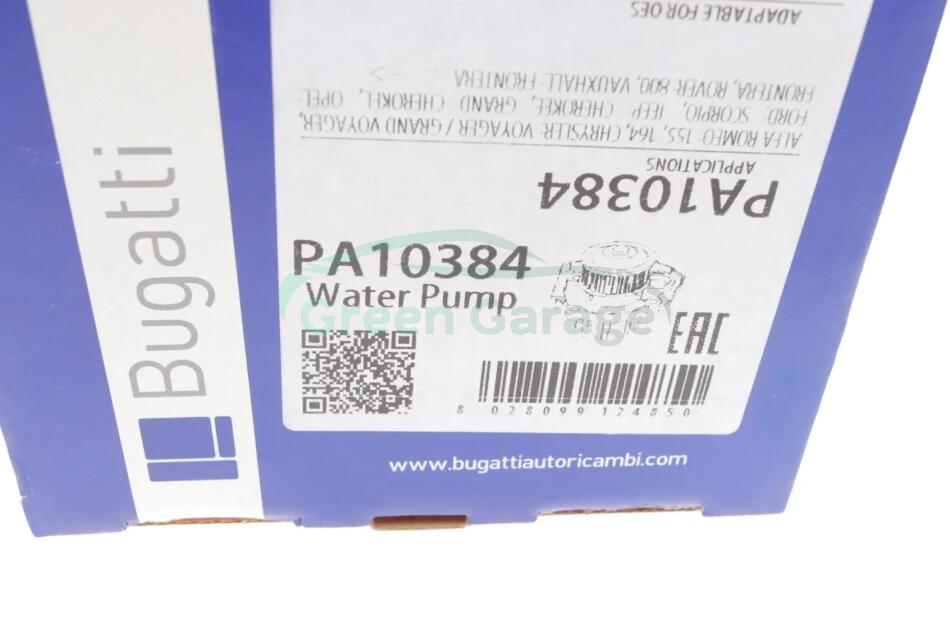 ADAPTABLE FOR OES
PA10384
APPLICATIONS
ALFA ROMEO: 155, 164, CHRYSLER: VOYAGER / GRAND VOYAGER,
FORD: SCORPIO, JEEP: CHEROKEE, GRAND CHEROKEE, OPEL:
FRONTERA, ROVER: 800, VAUXHALL: FRONTERA
Bugatti
PA10384
Water Pump
Green Garage
EAC
8 028099 124850
www.bugattiautoricambi.com